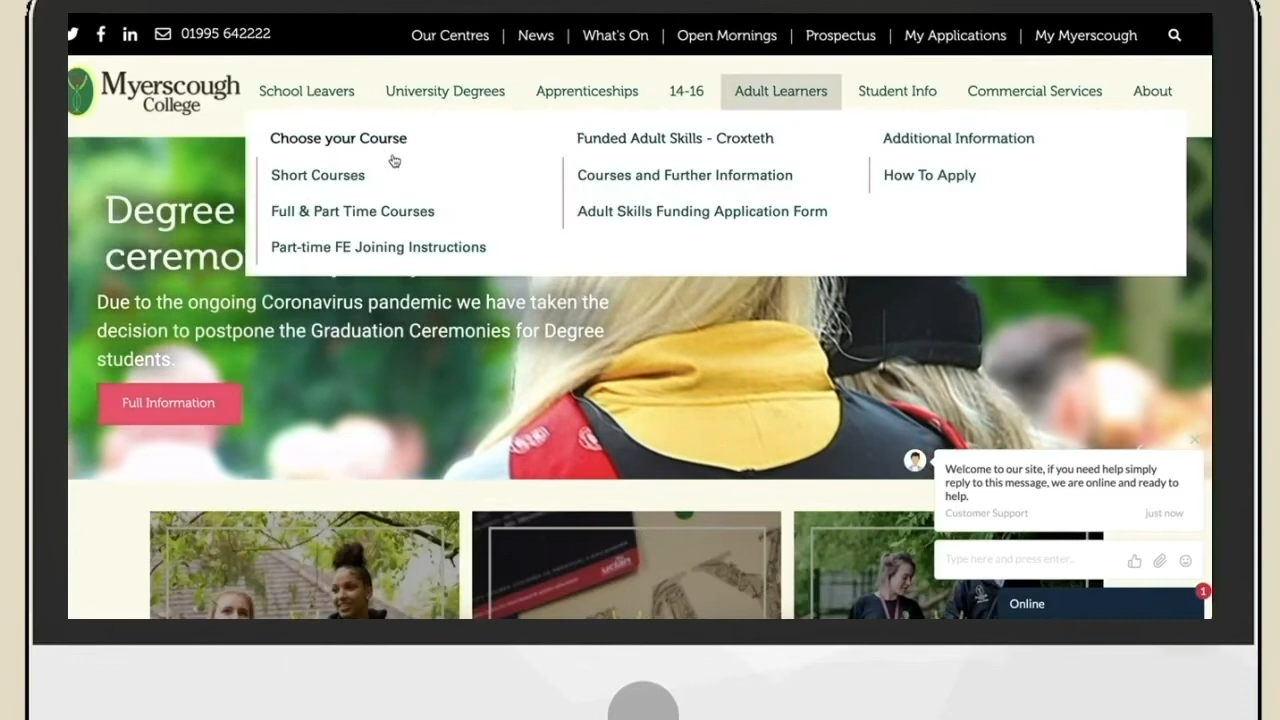 01995 642222
Our Centres | News | What's On | Open Mornings | Prospectus | My Applications | My Myerscough
Myerscough
College
School Leavers University Degrees Apprenticeships 14-16 Adult Learners Student Info Commercial Services About
Choose your Course Funded Adult Skills - Croxteth Additional Information
Short Courses Courses and Further Information How To Apply
Full & Part Time Courses Adult Skills Funding Application Form
Part-time FE Joining Instructions
Degree
ceremo
Due to the ongoing Coronavirus pandemic we have taken the
decision to postpone the Graduation Ceremonies for Degree
students.
Full Information
Welcome to our site, if you need help simply
reply to this message, we are online and ready to
help.
Customer Support just now
Type here and press enter..
1
Online